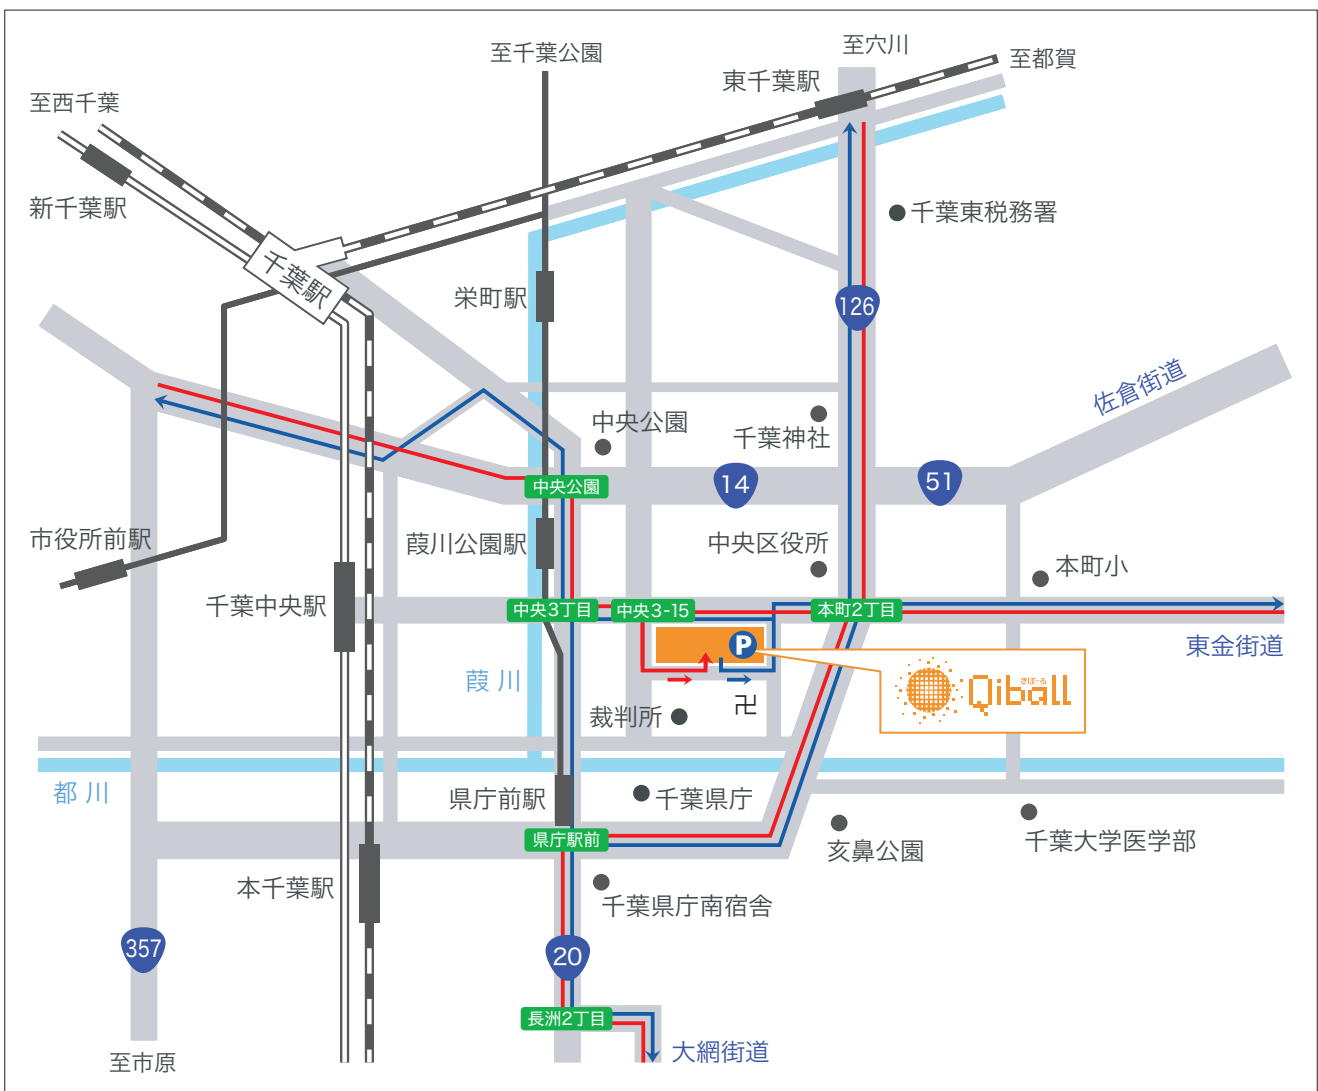 至穴川
至千葉公園
至都賀
東千葉駅
至西千葉
新千葉駅
千葉東税務署
千葉駅
栄町駅
126
佐倉街道
中央公園
千葉神社
中央公園
14
51
市役所前駅
葭川公園駅
中央区役所
本町小
千葉中央駅
中央3丁目
中央3-15
本町2丁目
東金街道
P
葭川
きぼーる
Qiball
卍
裁判所
都川
県庁前駅
千葉県庁
県庁駅前
亥鼻公園
千葉大学医学部
本千葉駅
千葉県庁南宿舎
357
20
長洲2丁目
大網街道
至市原